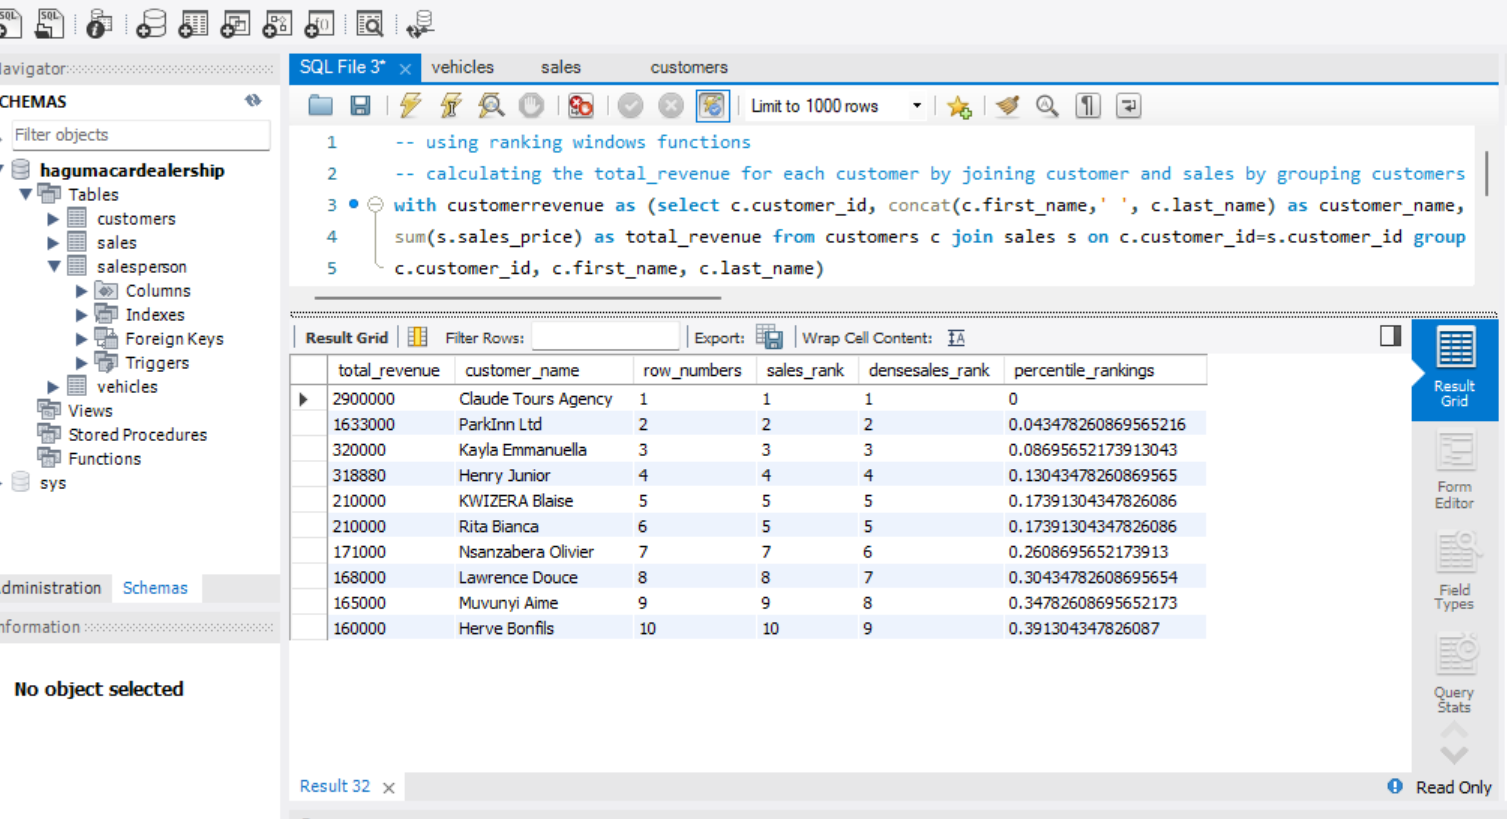 SQL
SQL
Navigator
SCHEMAS
Filter objects
hagumacardealership
Tables
customers
sales
salesperson
Columns
Indexes
Foreign Keys
Triggers
vehicles
Views
Stored Procedures
Functions
sys
Administration Schemas
Information
No object selected
SQL File 3* vehicles sales customers
Limit to 1000 rows
1 -- using ranking windows functions
2 -- calculating the total_revenue for each customer by joining customer and sales by grouping customers
3 with customerrevenue as (select c.customer_id, concat(c.first_name,' ', c.last_name) as customer_name,
4 sum(s.sales_price) as total_revenue from customers c join sales s on c.customer_id=s.customer_id group
5 c.customer_id, c.first_name, c.last_name)
Result Grid Filter Rows: Export: Wrap Cell Content:
total_revenue customer_name row_numbers sales_rank densesales_rank percentile_rankings
2900000 Claude Tours Agency 1 1 1 0
1633000 ParkInn Ltd 2 2 2 0.043478260869565216
320000 Kayla Emmanuella 3 3 3 0.08695652173913043
318880 Henry Junior 4 4 4 0.13043478260869565
210000 KWIZERA Blaise 5 5 5 0.17391304347826086
210000 Rita Bianca 6 5 5 0.17391304347826086
171000 Nsanzabera Olivier 7 7 6 0.2608695652173913
168000 Lawrence Douce 8 8 7 0.30434782608695654
165000 Muvunyi Aime 9 9 8 0.34782608695652173
160000 Herve Bonfils 10 10 9 0.391304347826087
Result
Grid
Form
Editor
Field
Types
Query
Stats
Result 32
Read Only